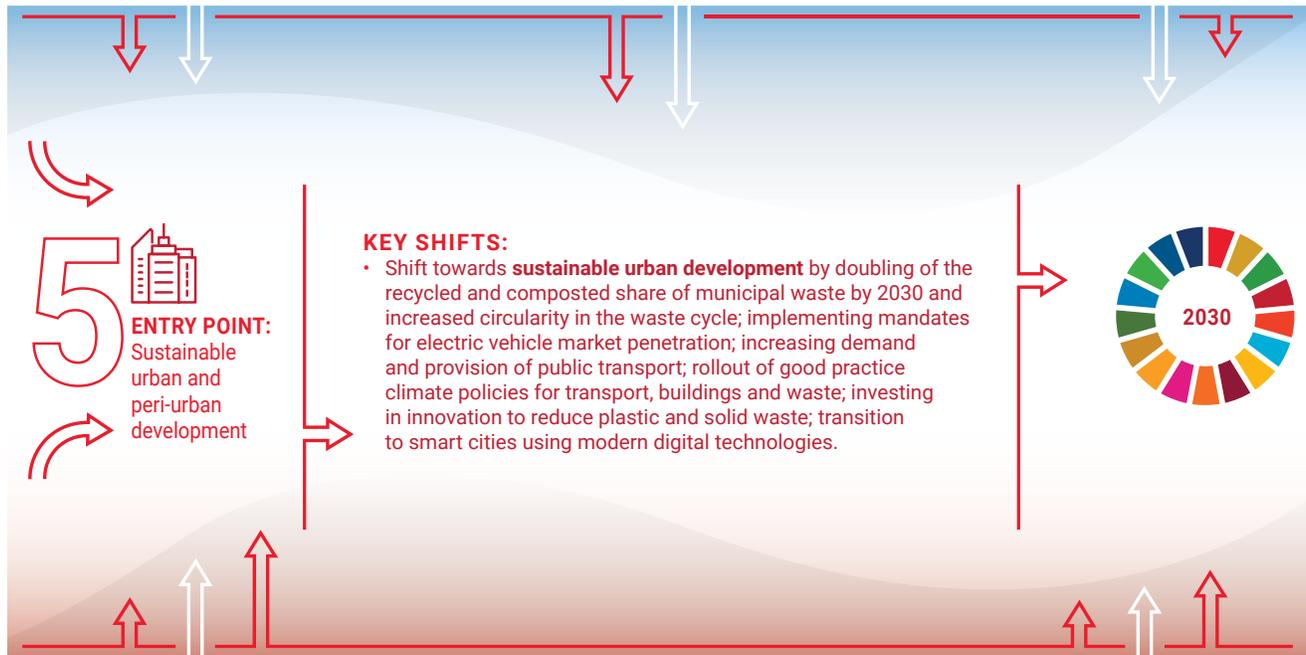 5
ENTRY POINT:
Sustainable
urban and
peri-urban
development
KEY SHIFTS:
• Shift towards sustainable urban development by doubling of the
recycled and composted share of municipal waste by 2030 and
increased circularity in the waste cycle; implementing mandates
for electric vehicle market penetration; increasing demand
and provision of public transport; rollout of good practice
climate policies for transport, buildings and waste; investing
in innovation to reduce plastic and solid waste; transition
to smart cities using modern digital technologies.
2030